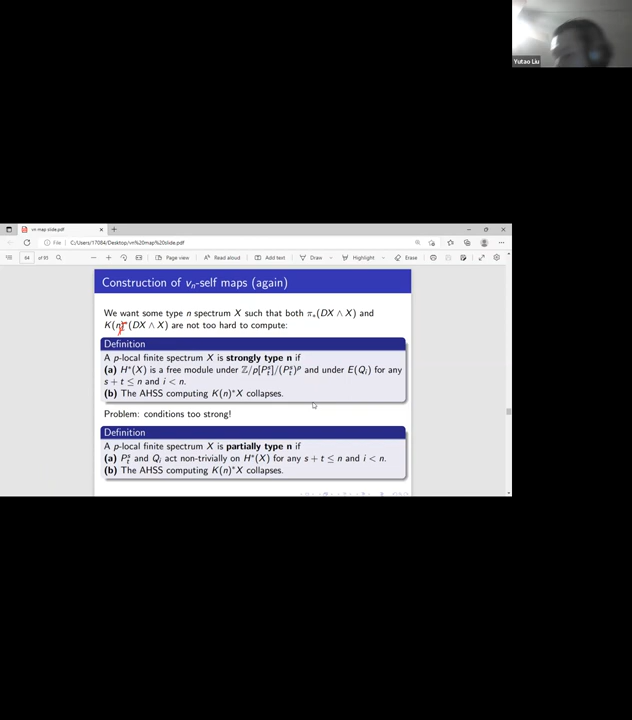 Yutao Liu
vn map slide.pdf
File C:/Users/17084/Desktop/vn%20map%20slide.pdf
64 of 95 Page view Read aloud Add text Draw Highlight Erase
Construction of vₙ-self maps (again)
We want some type n spectrum X such that both π₊(DX ∧ X) and
K(n)*(DX ∧ X) are not too hard to compute:
Definition
A p-local finite spectrum X is strongly type n if
(a) H*(X) is a free module under ℤ/p[Pₜˢ]/(Pₜˢ)ᵖ and under E(Qᵢ) for any
s + t ≤ n and i < n.
(b) The AHSS computing K(n)*X collapses.
Problem: conditions too strong!
Definition
A p-local finite spectrum X is partially type n if
(a) Pₜˢ and Qᵢ act non-trivially on H*(X) for any s + t ≤ n and i < n.
(b) The AHSS computing K(n)*X collapses.